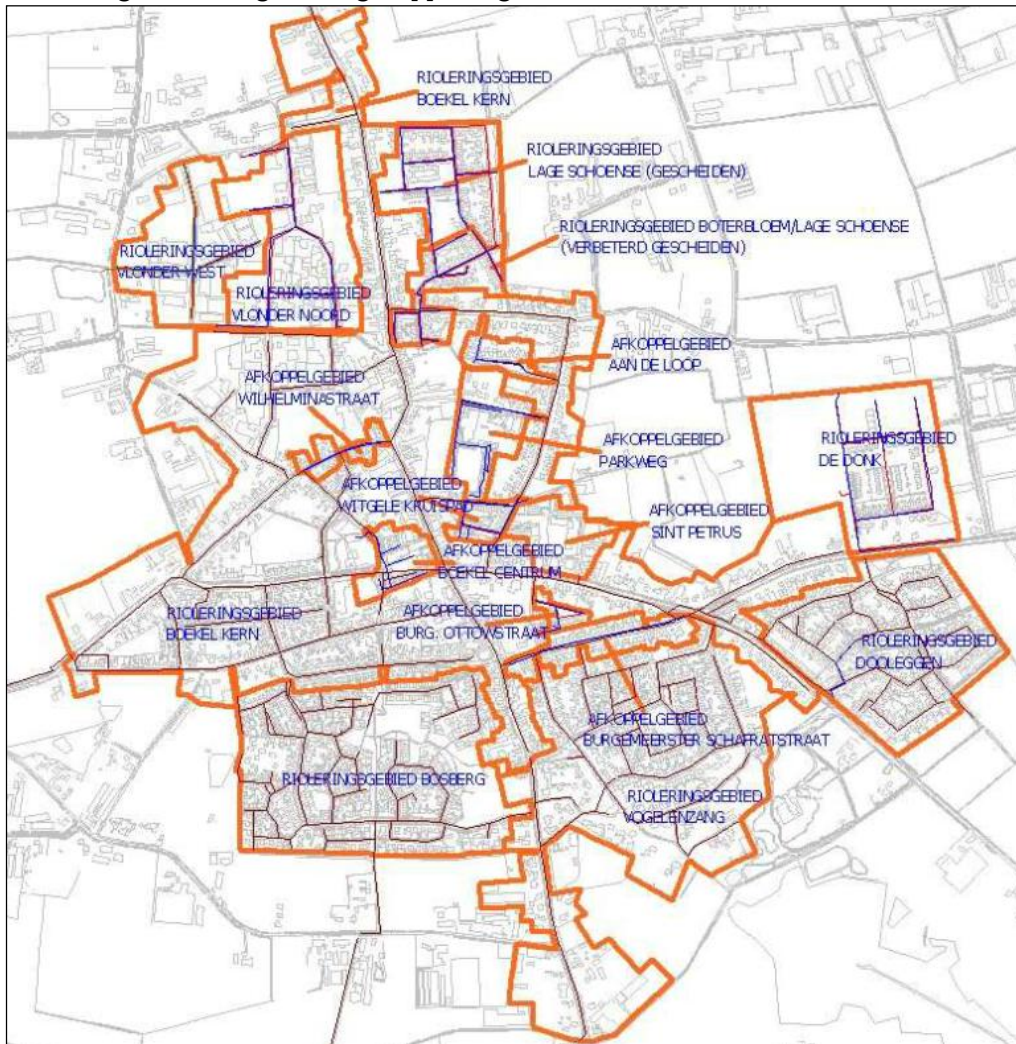 RIOLERINGSGEBIED
BOEKEL KERN
RIOLERINGSGEBIED
LAGE SCHOENSE (GESCHEIDEN)
RIOLERINGSGEBIED BOTERBLOEM/LAGE SCHOENSE
(VERBETERD GESCHEIDEN)
RIOLERINGSGEBIED
VLONDER WEST
RIOLERINGSGEBIED
VLONDER NOORD
AFKOPPELGEBIED
AAN DE LOOP
AFKOPPELGEBIED
WILHELMINASTRAAT
AFKOPPELGEBIED
PARKWEG
RIOLERINGSGEBIED
DE DONK
AFKOPPELGEBIED
WITGELE KRUISPAD
AFKOPPELGEBIED
SINT PETRUS
AFKOPPELGEBIED
BOEKEL CENTRUM
RIOLERINGSGEBIED
BOEKEL KERN
AFKOPPELGEBIED
BURG. OTTOWSTRAAT
RIOLERINGSGEBIED
DOOLEGGEN
AFKOPPELGEBIED
BURGEMEERSTER SCHAFRATSTRAAT
RIOLERINGSGEBIED BOSBERG
RIOLERINGSGEBIED
VOGELENZANG